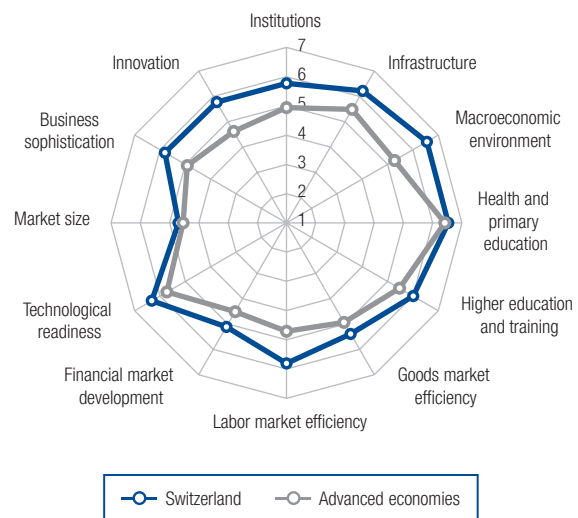 Institutions
7
6
5
4
3
2
1
Infrastructure
Macroeconomic
environment
Health and
primary
education
Higher education
and training
Goods market
efficiency
Labor market efficiency
Financial market
development
Technological
readiness
Market size
Business
sophistication
Innovation
Switzerland
Advanced economies